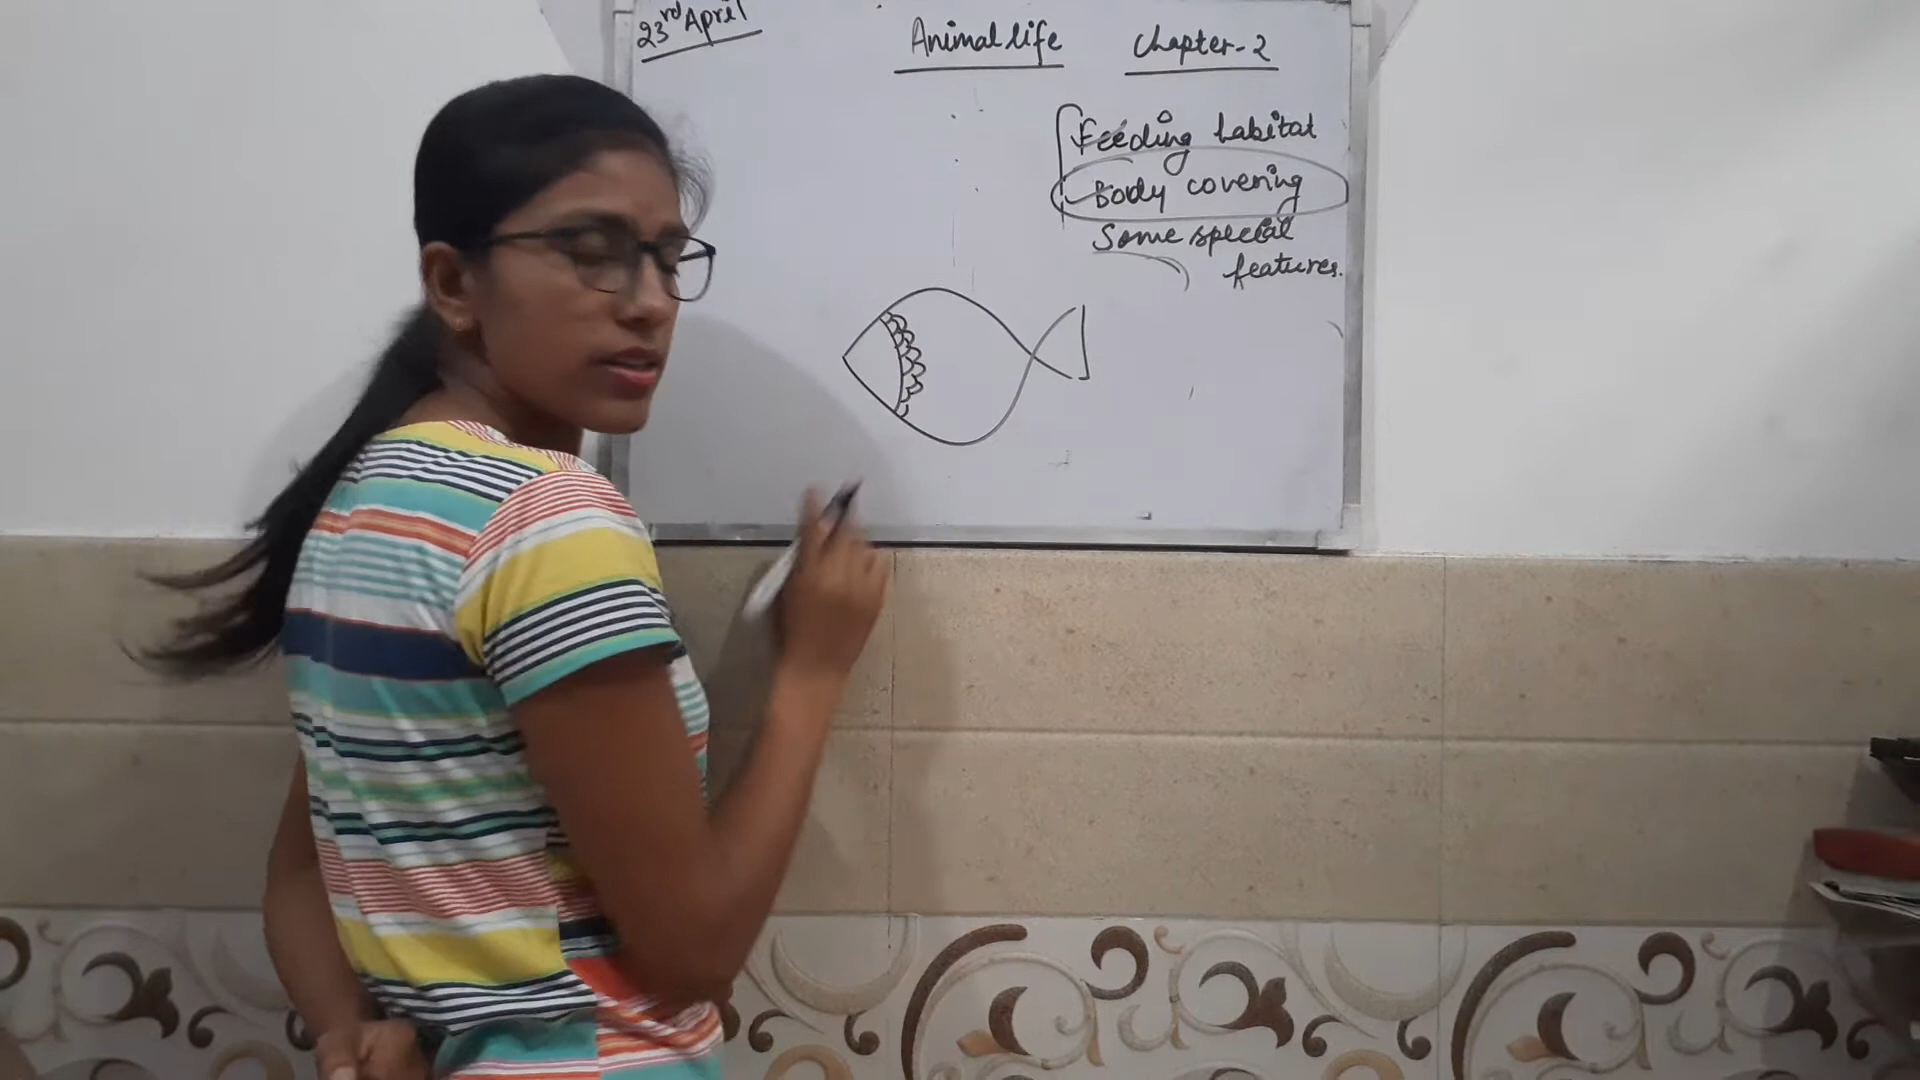 23rd April
Animal life Chapter-2
Feeding habitat
Body covering
Some special
features.